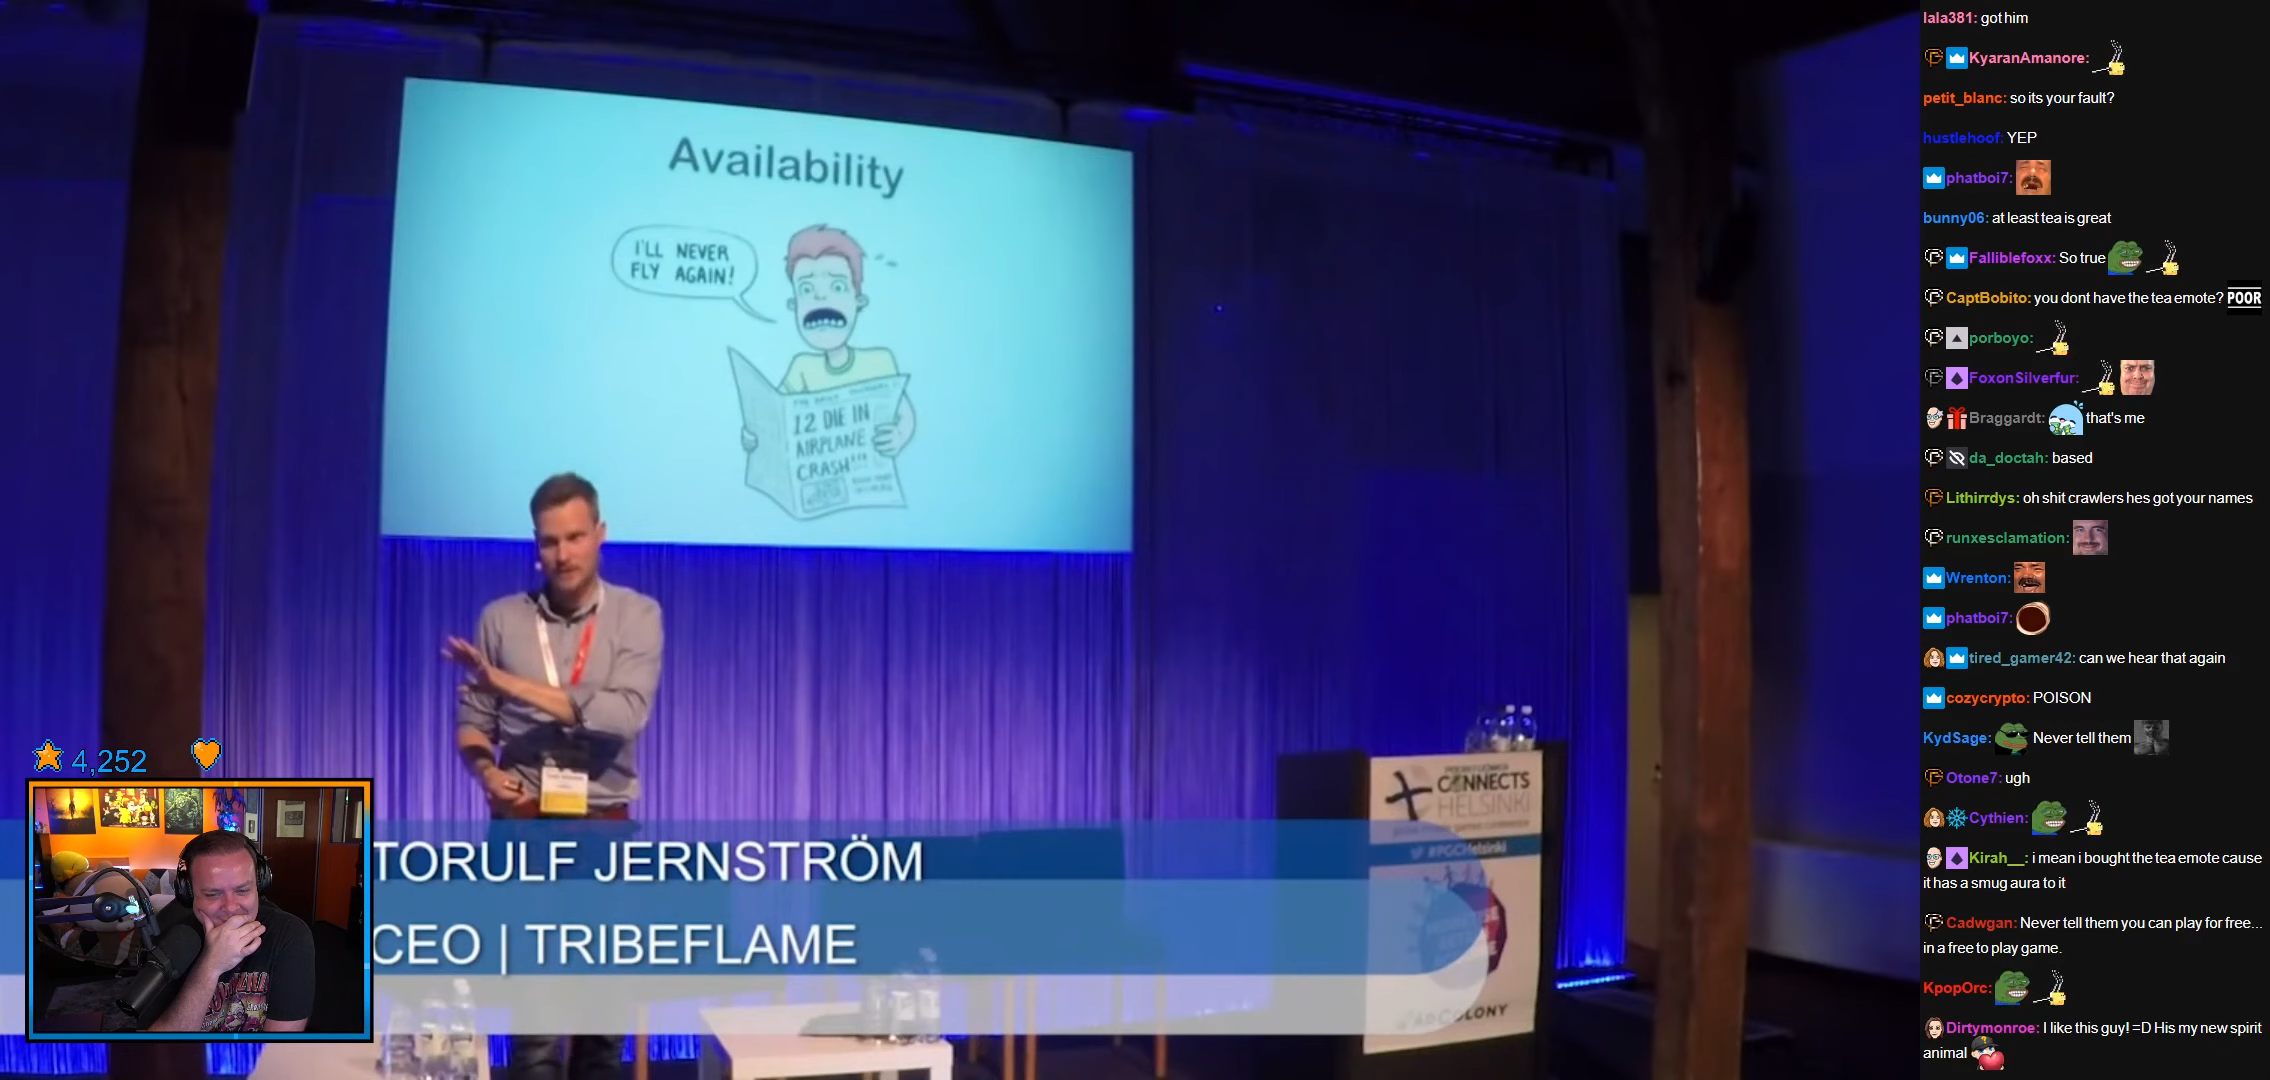 Availability
I'LL NEVER
FLY AGAIN!
12 DIE IN
AIRPLANE
CRASH!!!
CONNECTS
HELSINKI
#PGCHelsinki
ADCOLONY
4,252
TORULF JERNSTRÖM
CEO | TRIBEFLAME
lala381: got him
KyaranAmanore:
petit_blanc: so its your fault?
hustlehoof: YEP
phatboi7:
bunny06: at least tea is great
Falliblefoxx: So true
CaptBobito: you dont have the tea emote? POOR
porboyo:
FoxonSilverfur:
Braggardt: that's me
da_doctah: based
Lithirrdys: oh shit crawlers hes got your names
runxesclamation:
Wrenton:
phatboi7:
tired_gamer42: can we hear that again
cozycrypto: POISON
KydSage: Never tell them
Otone7: ugh
Cythien:
Kirah__: i mean i bought the tea emote cause
it has a smug aura to it
Cadwgan: Never tell them you can play for free...
in a free to play game.
KpopOrc:
Dirtymonroe: I like this guy! =D His my new spirit
animal